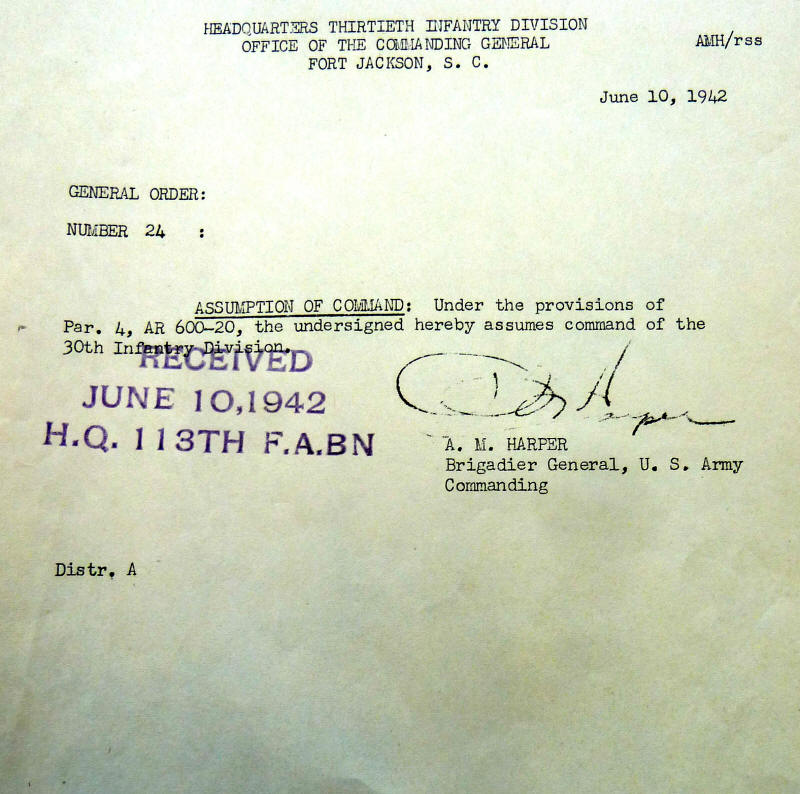 HEADQUARTERS THIRTIETH INFANTRY DIVISION
OFFICE OF THE COMMANDING GENERAL
AMH/rss
FORT JACKSON, S. C.
June 10, 1942
GENERAL ORDER:
NUMBER 24 :
ASSUMPTION OF COMMAND: Under the provisions of
Par. 4, AR 600-20, the undersigned hereby assumes command of the
30th Infantry Division.
RECEIVED
JUNE 10,1942
H.Q. 113TH F.A.BN
Harper
A. M. HARPER
Brigadier General, U. S. Army
Commanding
Distr. A